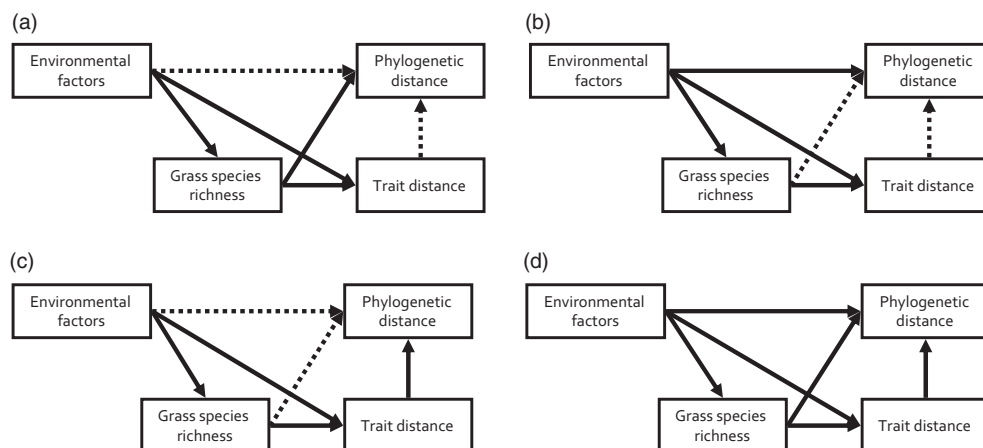 (a)
Environmental
factors
Phylogenetic
distance
Grass species
richness
Trait distance
(b)
Environmental
factors
Phylogenetic
distance
Grass species
richness
Trait distance
(c)
Environmental
factors
Phylogenetic
distance
Grass species
richness
Trait distance
(d)
Environmental
factors
Phylogenetic
distance
Grass species
richness
Trait distance